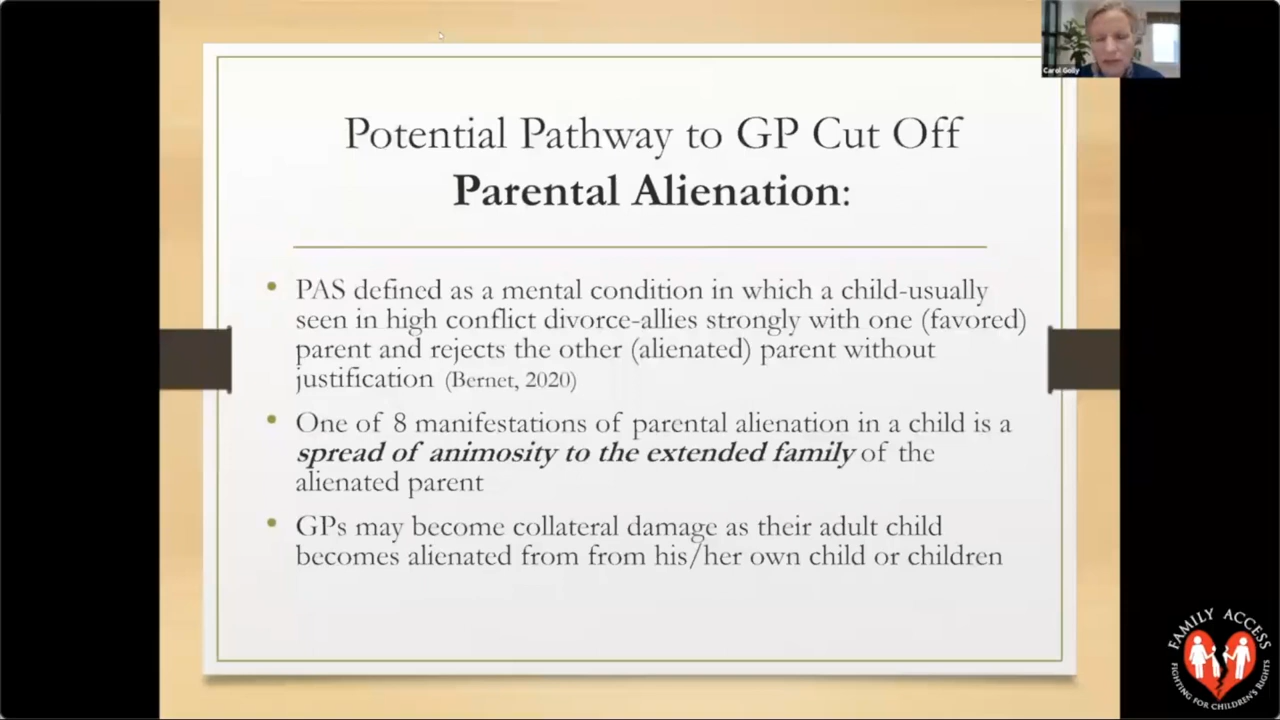 Carol Golly
Potential Pathway to GP Cut Off
Parental Alienation:
• PAS defined as a mental condition in which a child-usually
seen in high conflict divorce-allies strongly with one (favored)
parent and rejects the other (alienated) parent without
justification (Bernet, 2020)
• One of 8 manifestations of parental alienation in a child is a
spread of animosity to the extended family of the
alienated parent
• GPs may become collateral damage as their adult child
becomes alienated from from his/her own child or children
FAMILY ACCESS
FIGHTING FOR CHILDREN'S RIGHTS